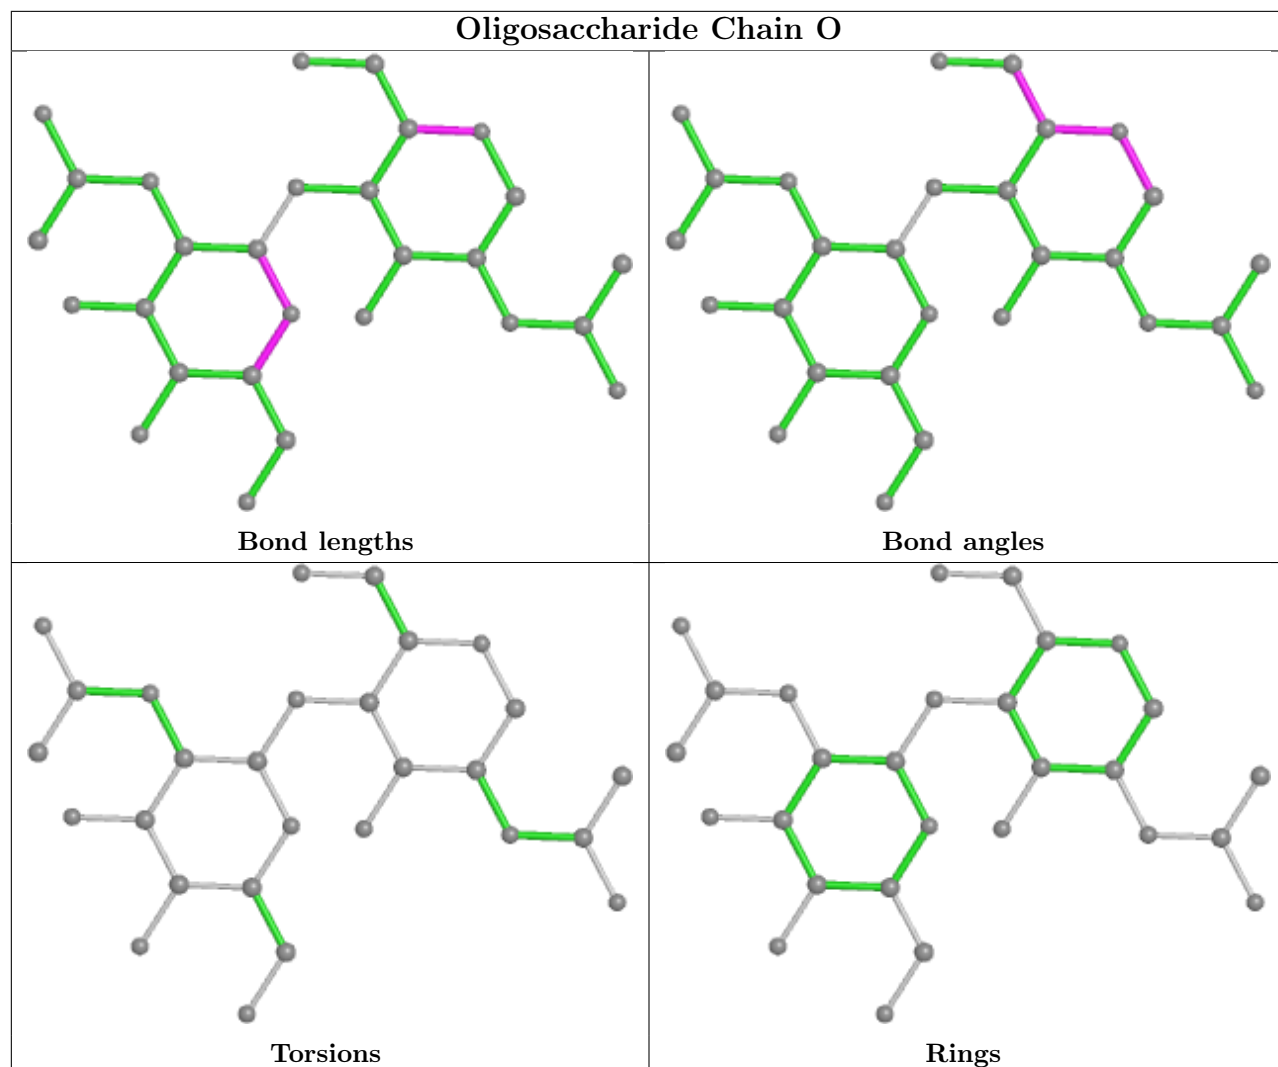 Oligosaccharide Chain O
Bond lengths
Bond angles
Torsions
Rings